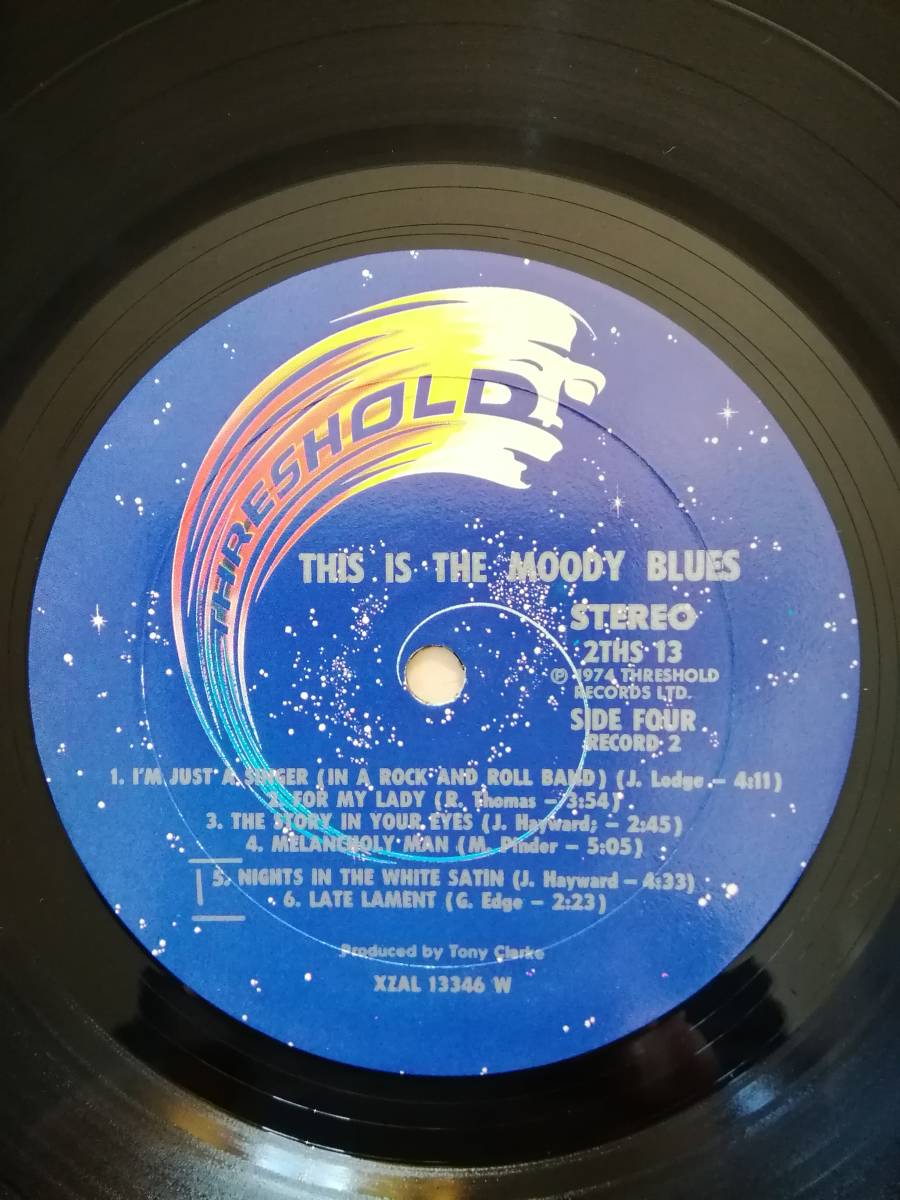 THRESHOLD
THIS IS THE MOODY BLUES
STEREO
2THS 13
Ⓟ 1974 THRESHOLD
RECORDS LTD.
SIDE FOUR
RECORD 2
1. I'M JUST A SINGER (IN A ROCK AND ROLL BAND) (J. Lodge – 4:11)
2. FOR MY LADY (R. Thomas – 3:54)
3. THE STORY IN YOUR EYES (J. Hayward; – 2:45)
4. MELANCHOLY MAN (M. Pinder – 5:05)
5. NIGHTS IN THE WHITE SATIN (J. Hayward – 4:33)
6. LATE LAMENT (G. Edge – 2:23)
Produced by Tony Clarke
XZAL 13346 W